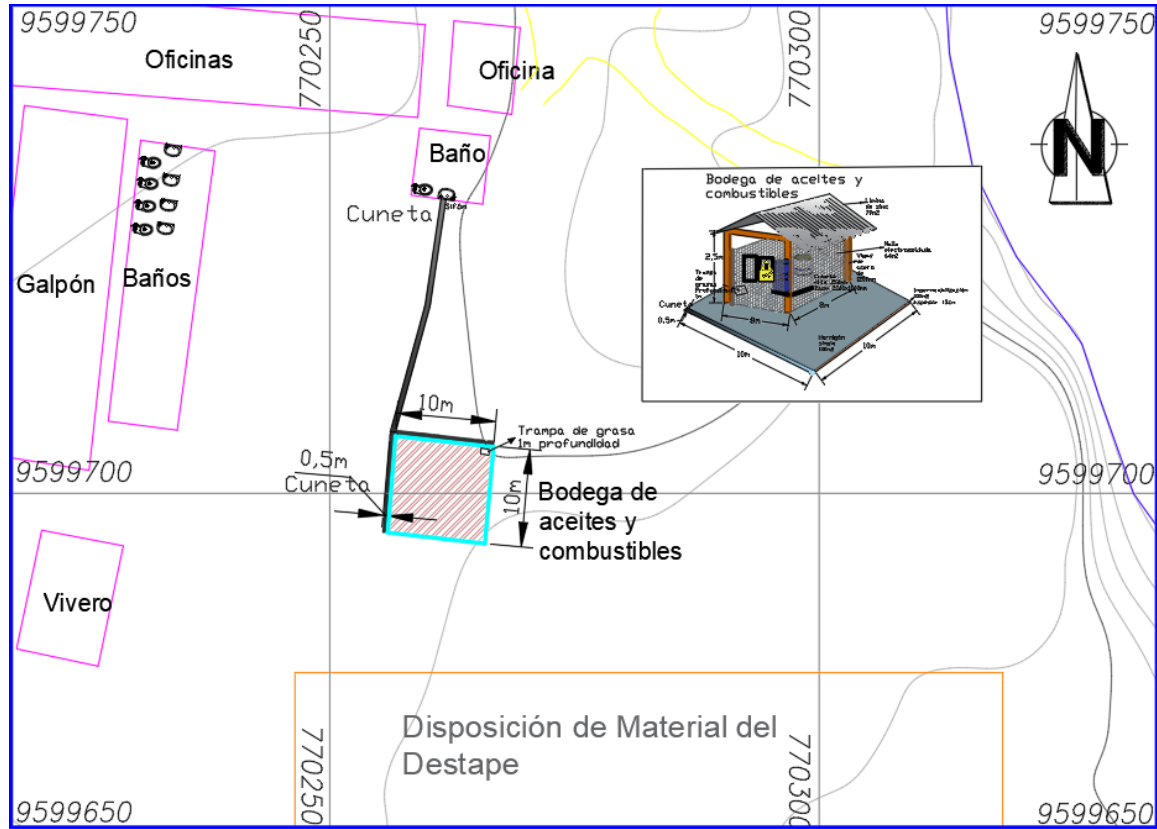 9599750
770250
770300
9599750
Oficinas
Oficina
N
Baño
Cuneta
Galpón
Baños
Bodega de aceites y
combustibles
2,5m
Cuneta
0,5m
8m
8m
10m
10m
10m
Trampa de grasa
1m profundidad
0,5m
Cuneta
10m
Bodega de
aceites y
combustibles
9599700
9599700
Vivero
Disposición de Material del
Destape
770250
770300
9599650
9599650